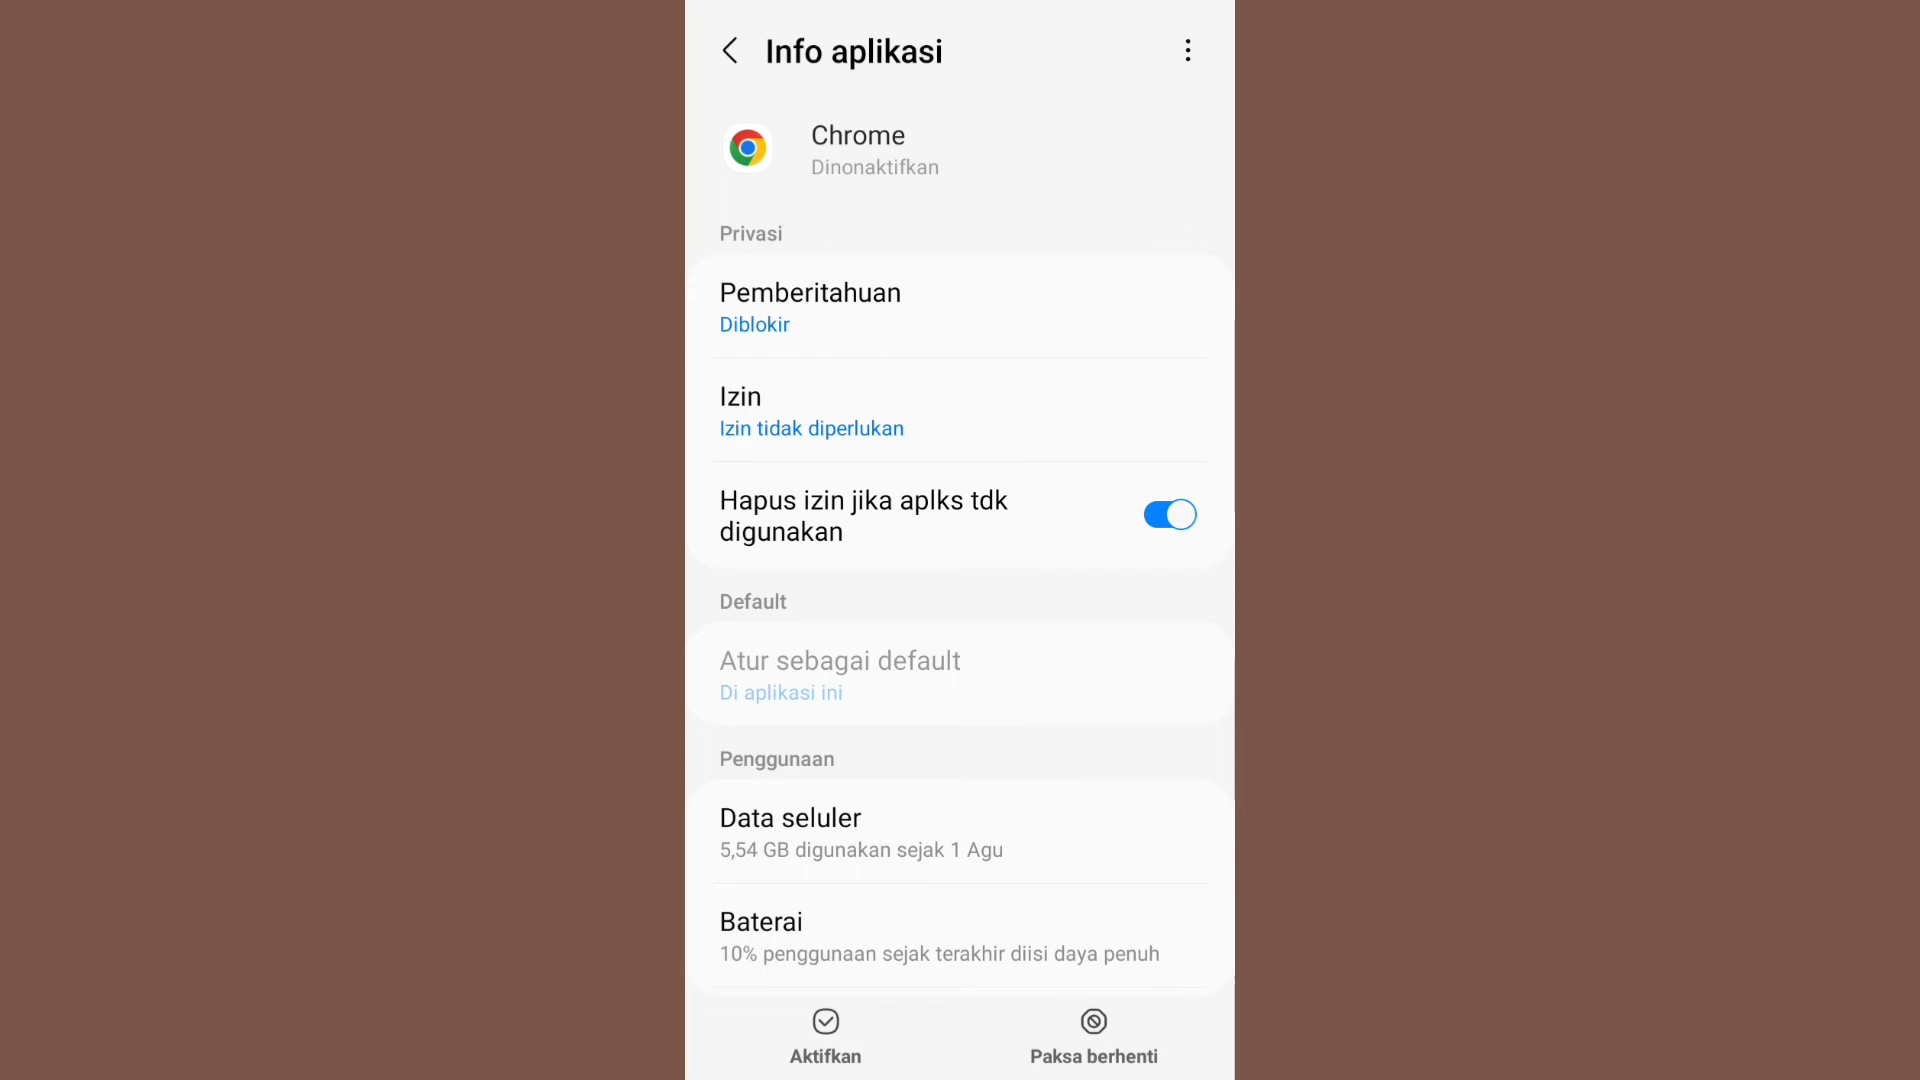 Info aplikasi
Chrome
Dinonaktifkan
Privasi
Pemberitahuan
Diblokir
Izin
Izin tidak diperlukan
Hapus izin jika aplks tdk
digunakan
Default
Atur sebagai default
Di aplikasi ini
Penggunaan
Data seluler
5,54 GB digunakan sejak 1 Agu
Baterai
10% penggunaan sejak terakhir diisi daya penuh
Aktifkan
Paksa berhenti